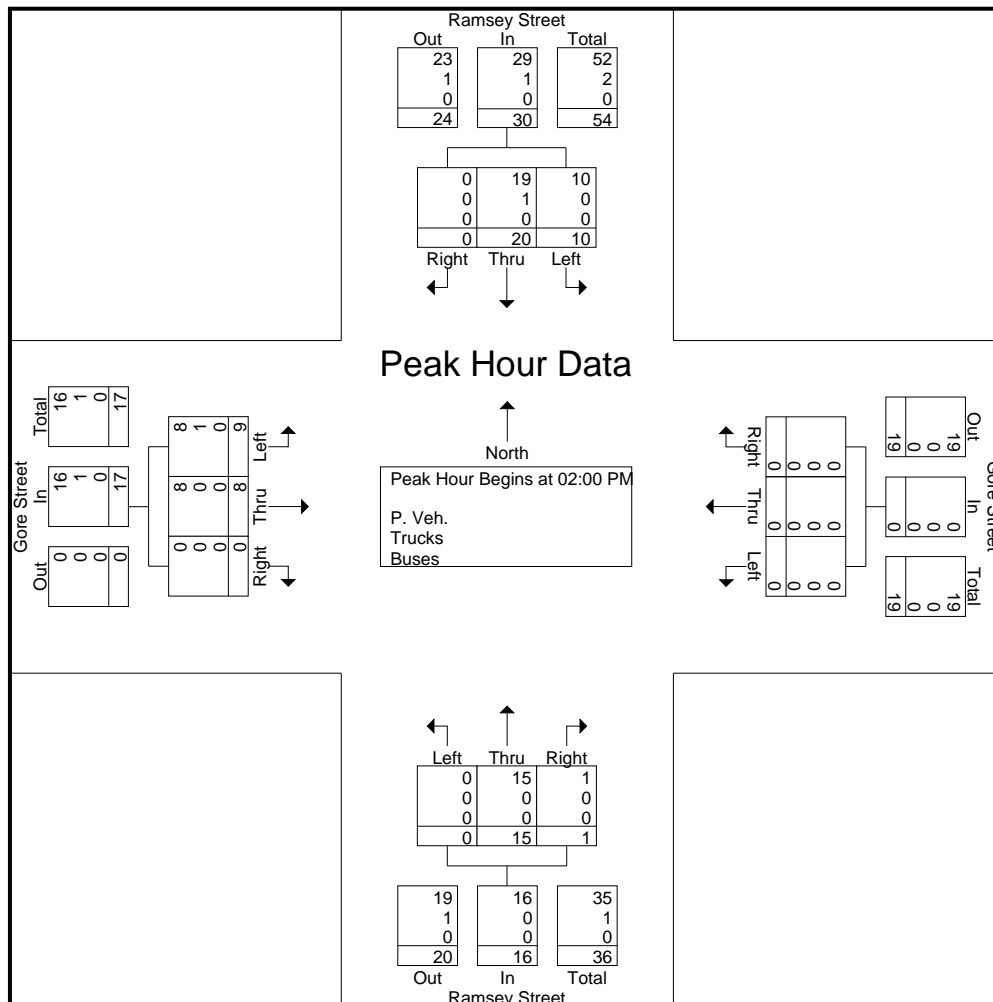 Ramsey Street
Out In Total
23 29 52
1 1 2
0 0 0
24 30 54
0 19 10
0 1 0
0 0 0
0 20 10
Right Thru Left
Peak Hour Data
North
Peak Hour Begins at 02:00 PM
P. Veh.
Trucks
Buses
Gore Street
Total
16 1 0 17
In
16 1 0 17
Out
0 0 0 0
8 1 0 9
Left
8 0 0 8
Thru
0 0 0 0
Right
Right
0 0 0 0
Thru
0 0 0 0
Left
0 0 0 0
Out
19 0 0 19
In
0 0 0 0
Total
19 0 0 19
Gore Street
Left Thru Right
0 15 1
0 0 0
0 0 0
0 15 1
19 16 35
1 0 1
0 0 0
20 16 36
Out In Total
Ramsey Street